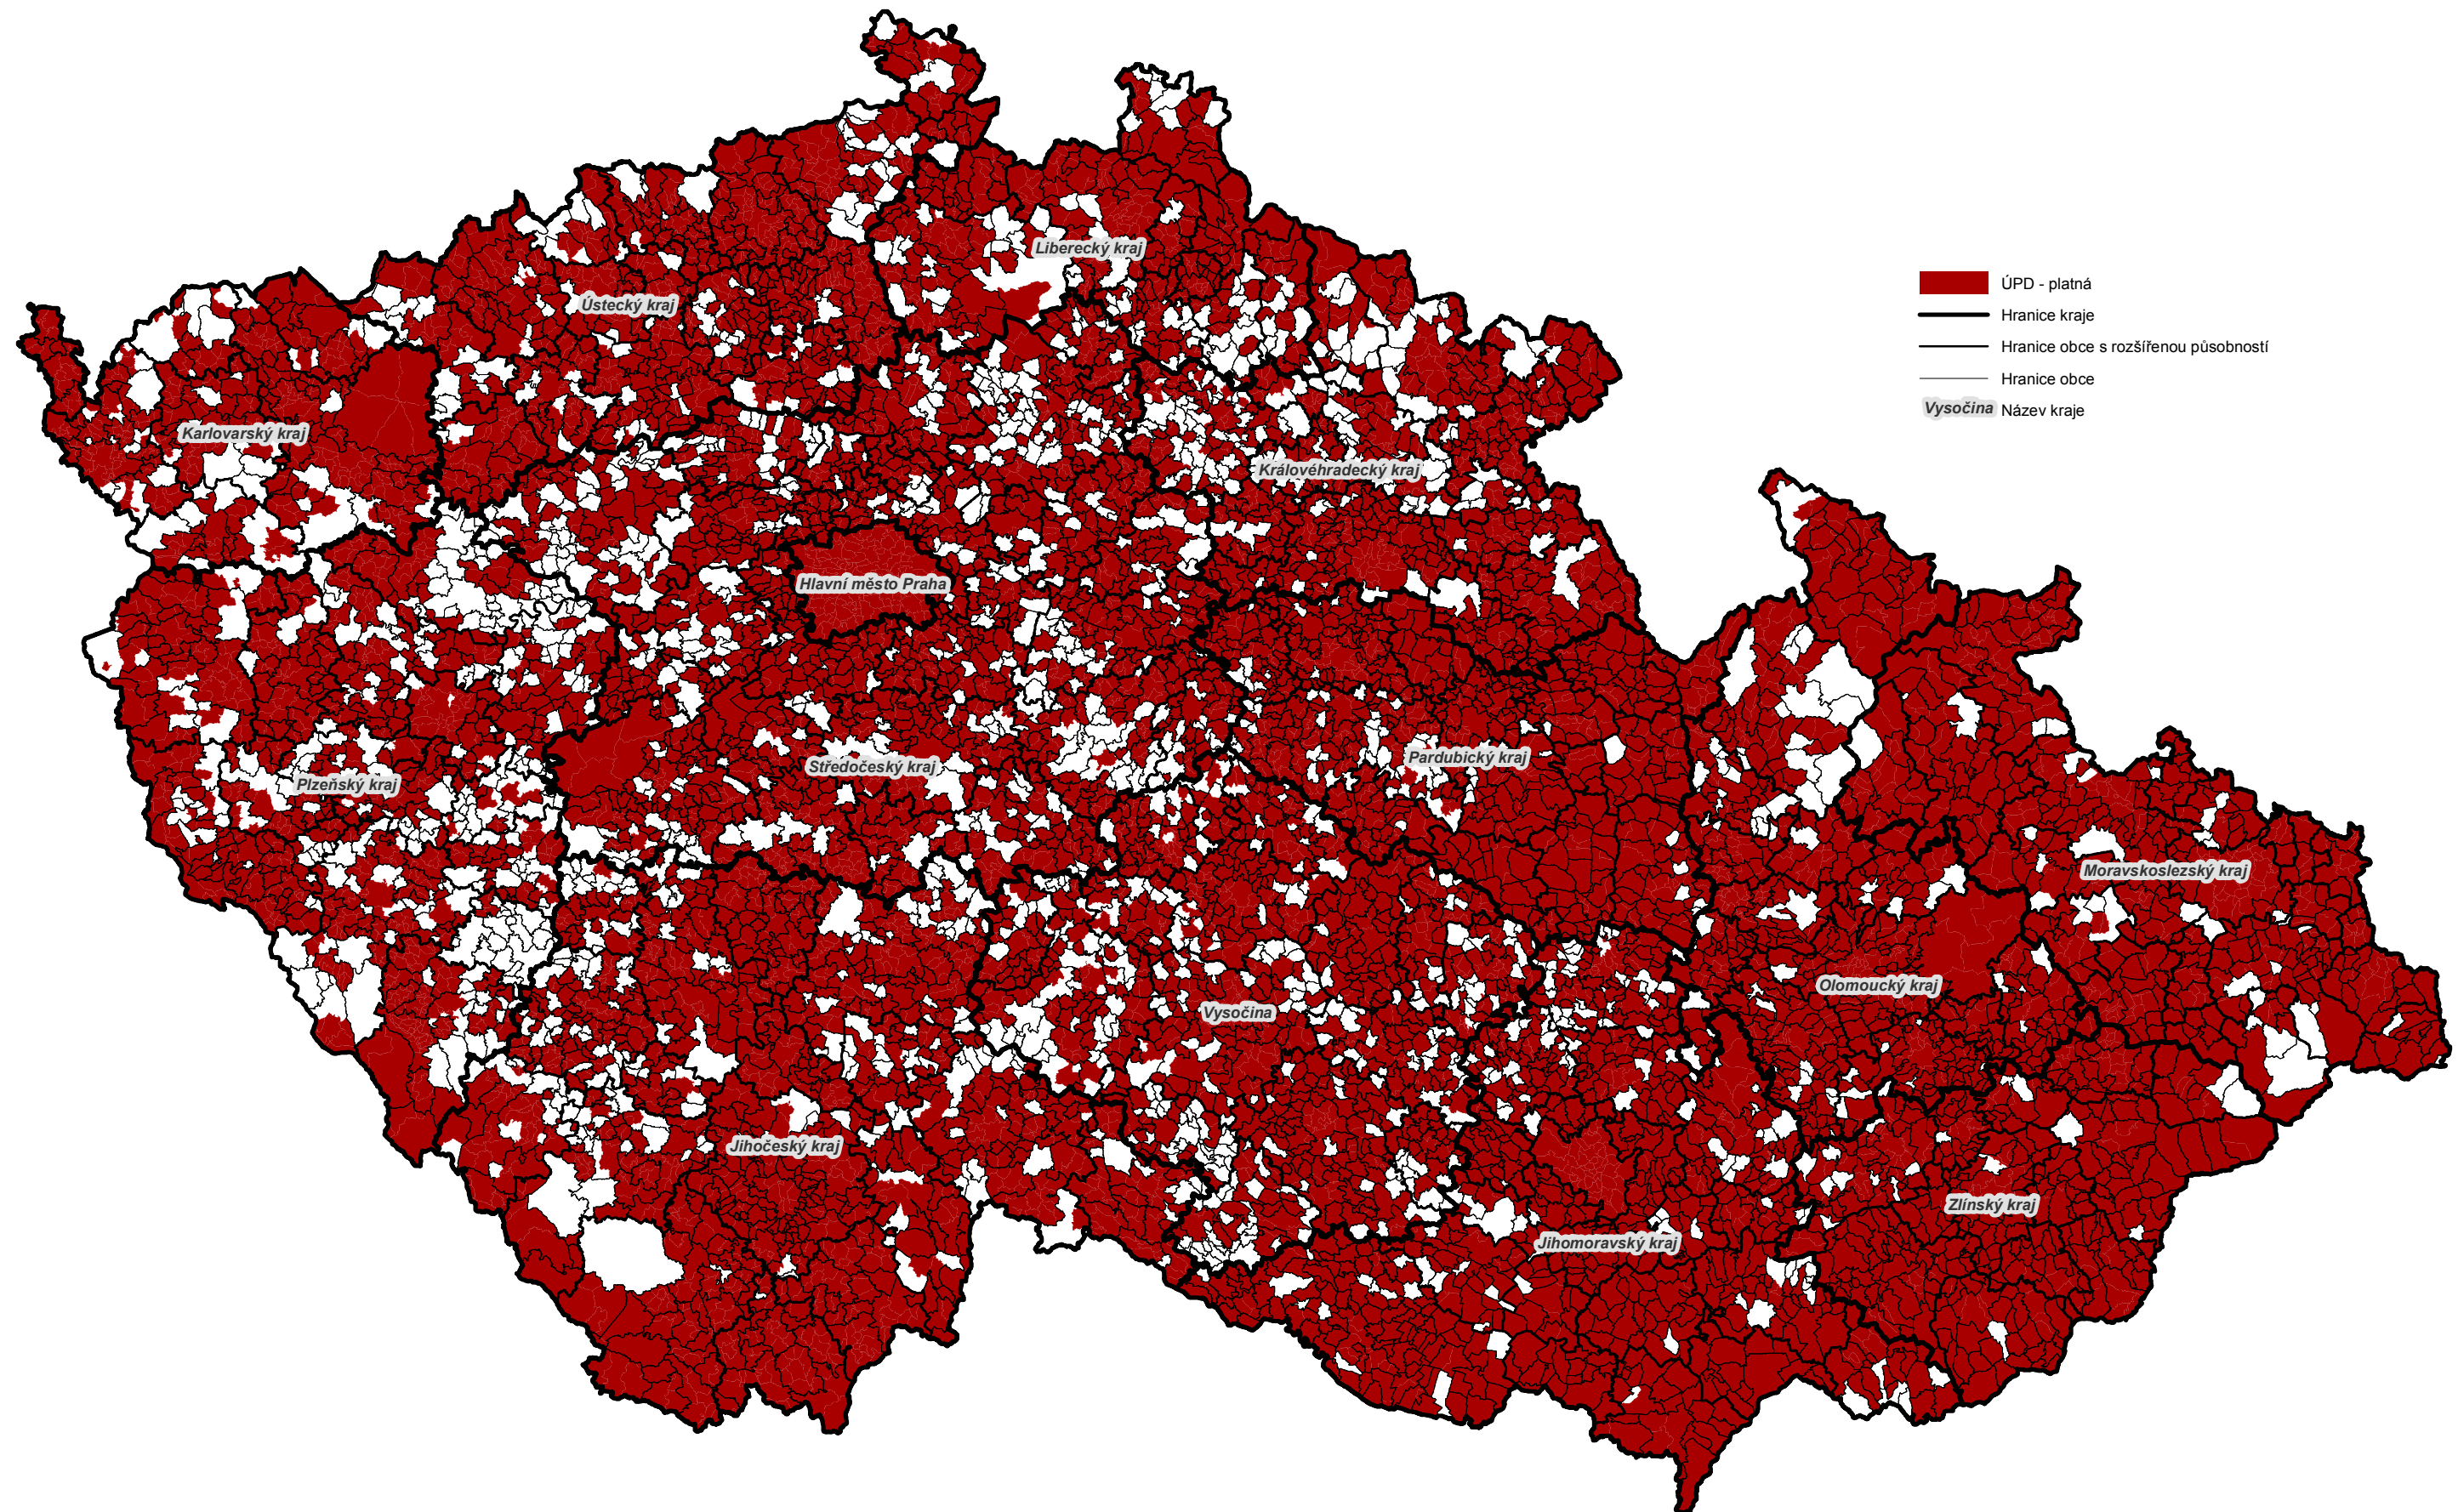 Liberecký kraj
Ústecký kraj
Karlovarský kraj
Královéhradecký kraj
Hlavní město Praha
Pardubický kraj
Středočeský kraj
Plzeňský kraj
Moravskoslezský kraj
Olomoucký kraj
Vysočina
Jihočeský kraj
Zlínský kraj
Jihomoravský kraj
ÚPD - platná
Hranice kraje
Hranice obce s rozšířenou působností
Hranice obce
Vysočina Název kraje